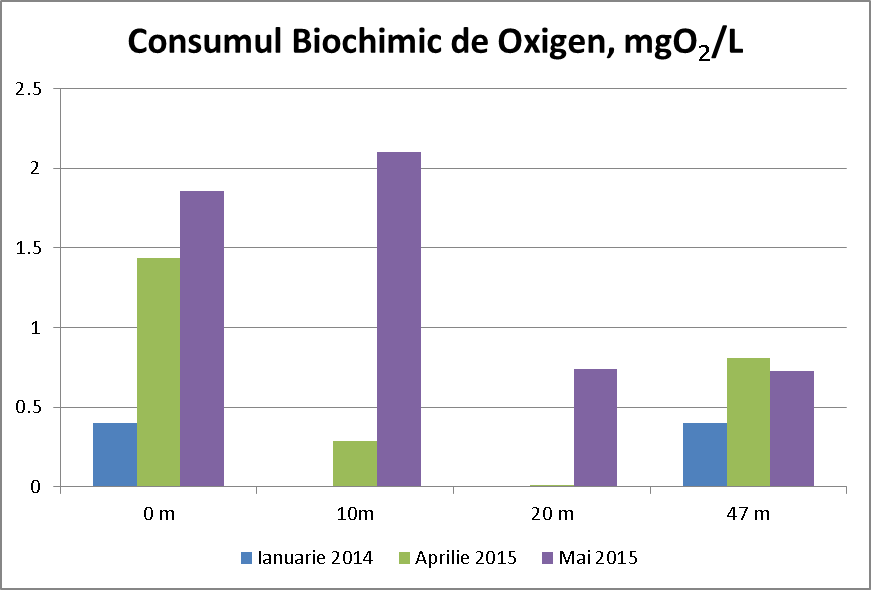 Consumul Biochimic de Oxigen, mgO₂/L
2.5
2
1.5
1
0.5
0
0 m 10m 20 m 47 m
Ianuarie 2014 Aprilie 2015 Mai 2015